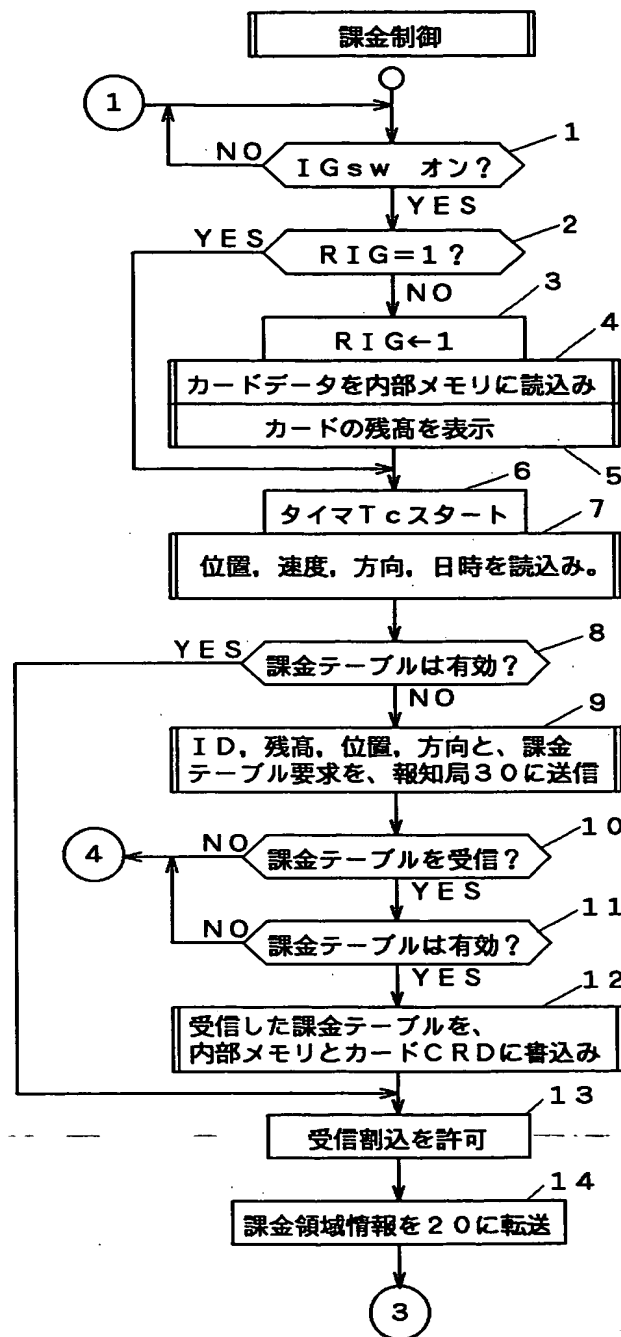 課金制御
1
1
NO
IGsw オン?
YES
2
YES
RIG=1?
NO
3
RIG←1
4
カードデータを内部メモリに読込み
カードの残高を表示
5
6
タイマTcスタート
7
位置,速度,方向,日時を読込み。
8
YES
課金テーブルは有効?
NO
9
ID,残高,位置,方向と、課金
テーブル要求を、報知局30に送信
10
4
NO
課金テーブルを受信?
YES
11
NO
課金テーブルは有効?
YES
12
受信した課金テーブルを、
内部メモリとカードCRDに書込み
13
受信割込を許可
14
課金領域情報を20に転送
3